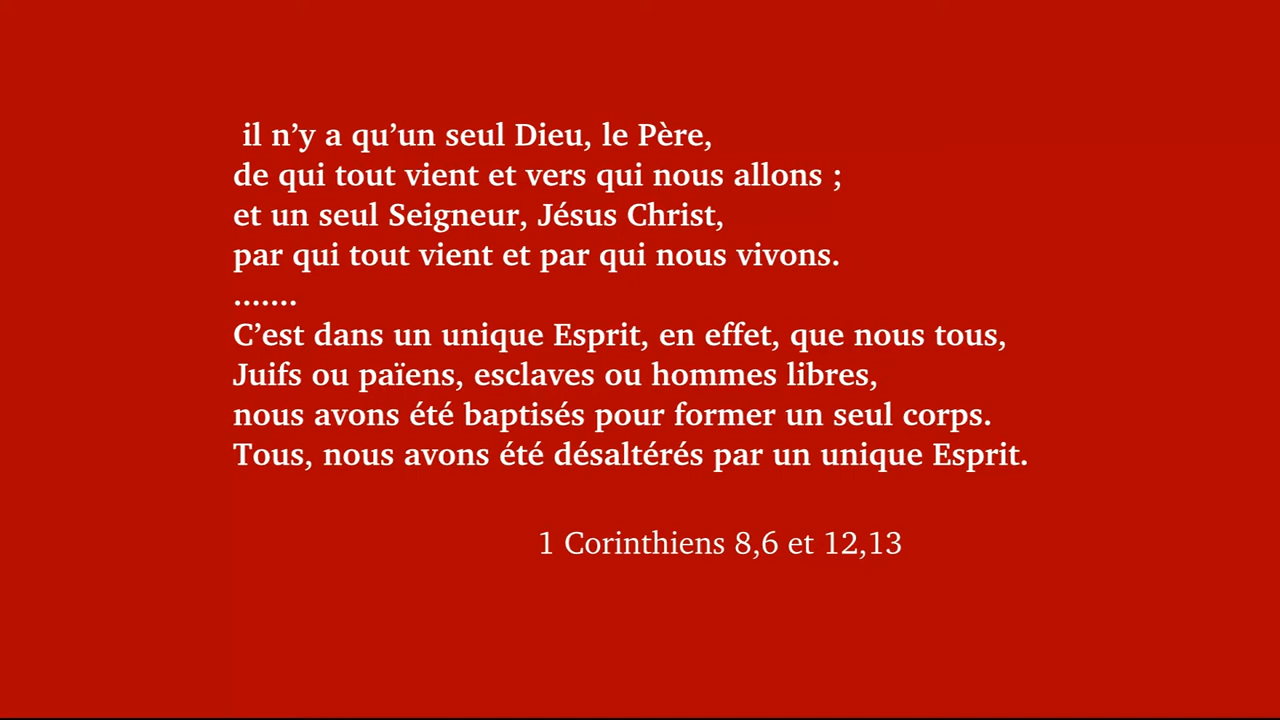 il n’y a qu’un seul Dieu, le Père,
de qui tout vient et vers qui nous allons ;
et un seul Seigneur, Jésus Christ,
par qui tout vient et par qui nous vivons.
.......
C’est dans un unique Esprit, en effet, que nous tous,
Juifs ou païens, esclaves ou hommes libres,
nous avons été baptisés pour former un seul corps.
Tous, nous avons été désaltérés par un unique Esprit.
1 Corinthiens 8,6 et 12,13